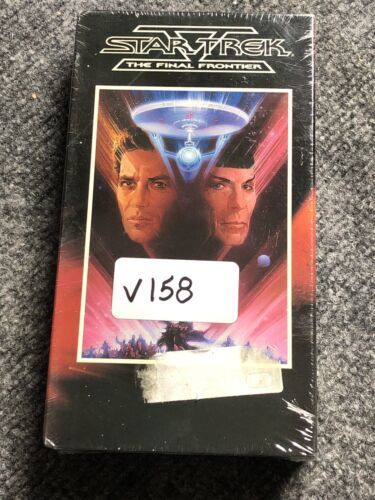 V
STAR TREK
THE FINAL FRONTIER
V158